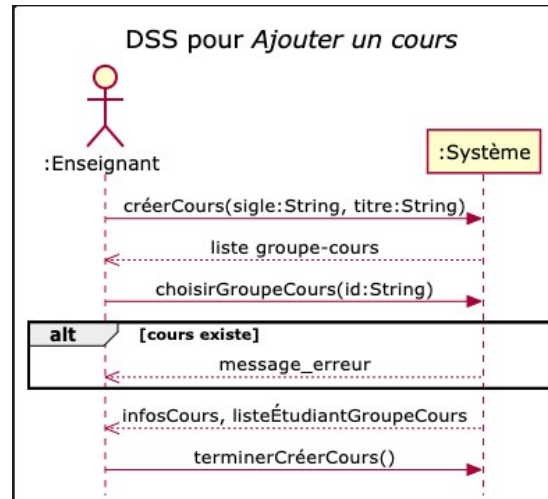 DSS pour Ajouter un cours
:Enseignant
:Système
créerCours(sigle:String, titre:String)
liste groupe-cours
choisirGroupeCours(id:String)
alt [cours existe]
message_erreur
infosCours, listeÉtudiantGroupeCours
terminerCréerCours()